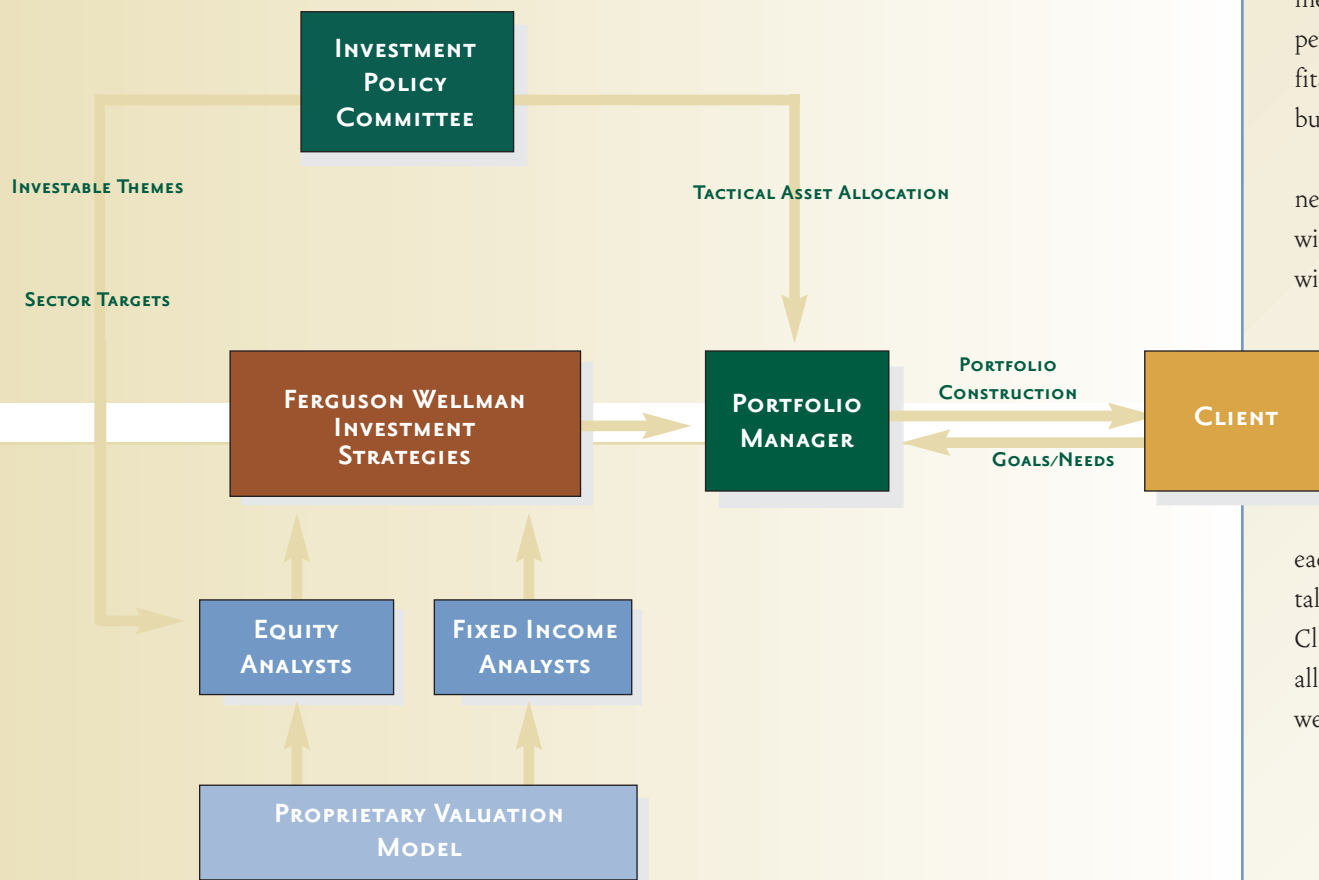 Investment
Policy
Committee
Investable Themes
Tactical Asset Allocation
Sector Targets
Ferguson Wellman
Investment
Strategies
Portfolio
Manager
Portfolio
Construction
Goals/Needs
Client
Equity
Analysts
Fixed Income
Analysts
Proprietary Valuation
Model